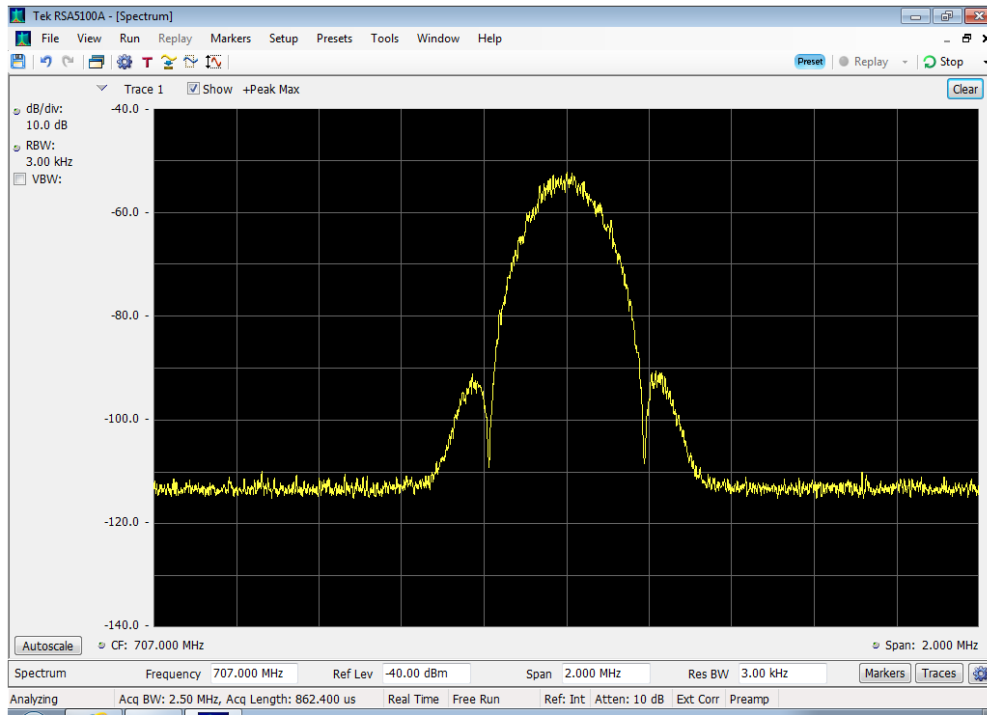 Tek RSA5100A - [Spectrum]
File View Run Replay Markers Setup Presets Tools Window Help
T Preset Replay Stop
Trace 1 Show +Peak Max Clear
dB/div:
10.0 dB
RBW:
3.00 kHz
VBW:
-40.0 -
-60.0 -
-80.0 -
-100.0 -
-120.0 -
-140.0 -
Autoscale CF: 707.000 MHz Span: 2.000 MHz
Spectrum Frequency 707.000 MHz Ref Lev -40.00 dBm Span 2.000 MHz Res BW 3.00 kHz Markers Traces
Analyzing Acq BW: 2.50 MHz, Acq Length: 862.400 us Real Time Free Run Ref: Int Atten: 10 dB Ext Corr Preamp